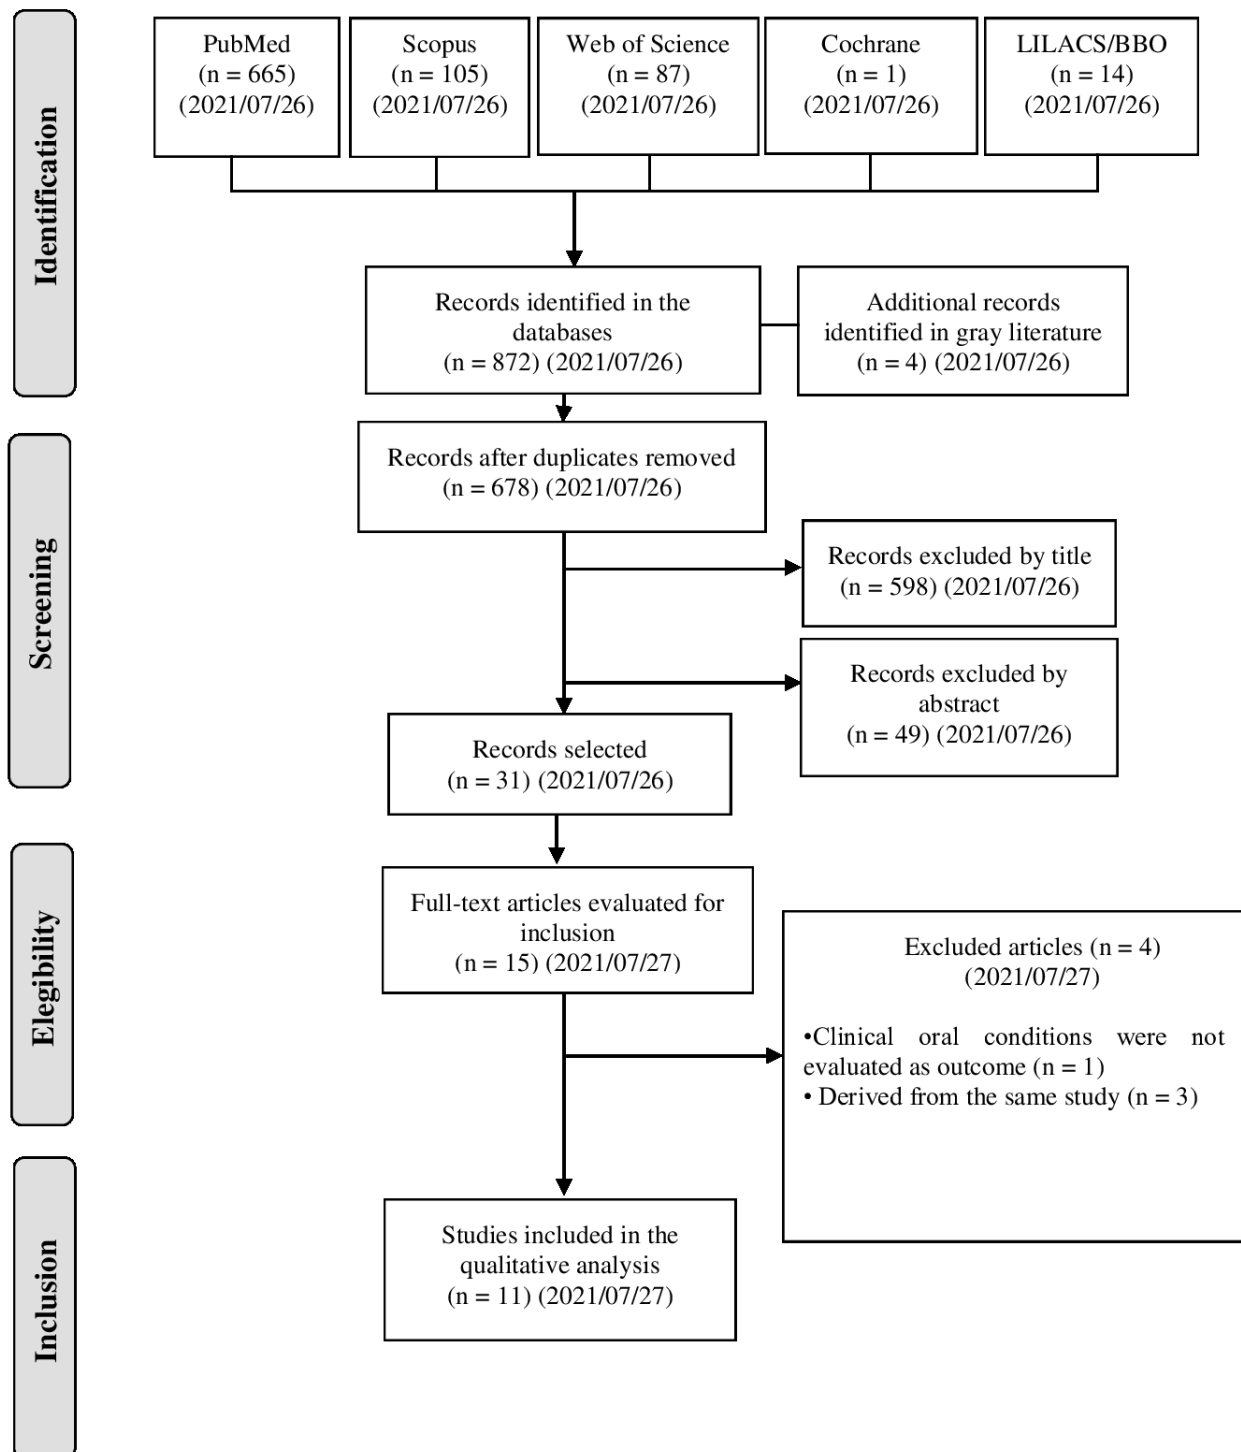 Identification
PubMed
(n = 665)
(2021/07/26)
Scopus
(n = 105)
(2021/07/26)
Web of Science
(n = 87)
(2021/07/26)
Cochrane
(n = 1)
(2021/07/26)
LILACS/BBO
(n = 14)
(2021/07/26)
Records identified in the
databases
(n = 872) (2021/07/26)
Additional records
identified in gray literature
(n = 4) (2021/07/26)
Screening
Records after duplicates removed
(n = 678) (2021/07/26)
Records excluded by title
(n = 598) (2021/07/26)
Records excluded by
abstract
(n = 49) (2021/07/26)
Records selected
(n = 31) (2021/07/26)
Elegibility
Full-text articles evaluated for
inclusion
(n = 15) (2021/07/27)
Excluded articles (n = 4)
(2021/07/27)
•Clinical oral conditions were not
evaluated as outcome (n = 1)
• Derived from the same study (n = 3)
Inclusion
Studies included in the
qualitative analysis
(n = 11) (2021/07/27)